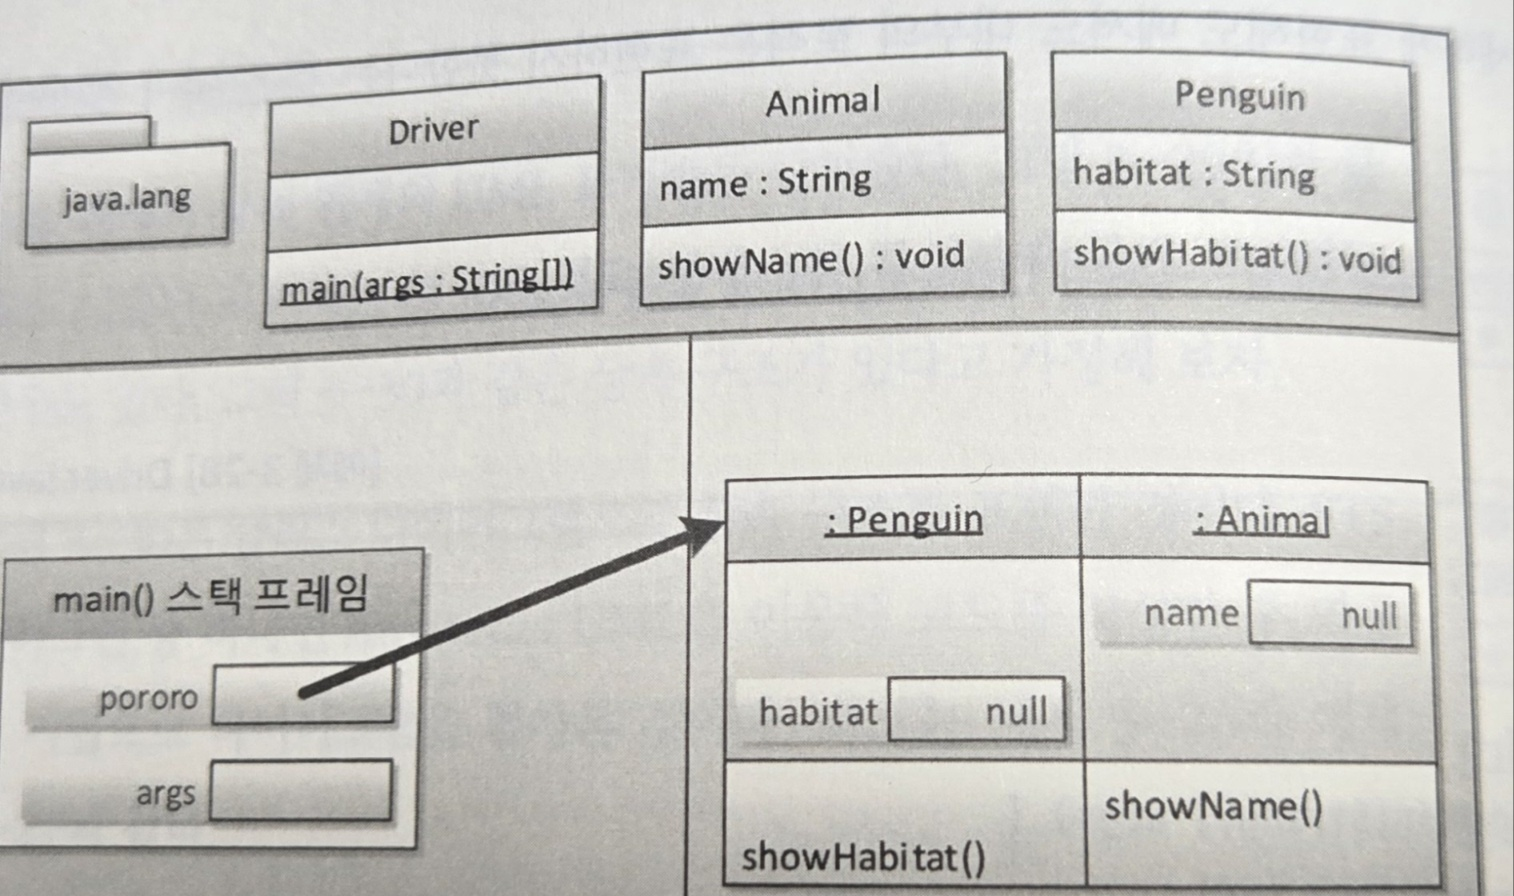 java.lang
Driver
main(args : String[])
Animal
name : String
showName() : void
Penguin
habitat : String
showHabitat() : void
main() 스택 프레임
pororo
args
: Penguin
: Animal
name null
habitat null
showName()
showHabitat()